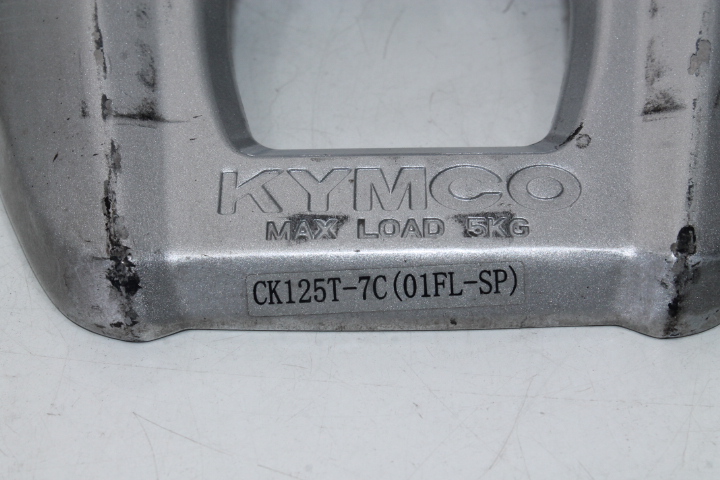 KYMCO
MAX LOAD 5KG
CK125T-7C(01FL-SP)